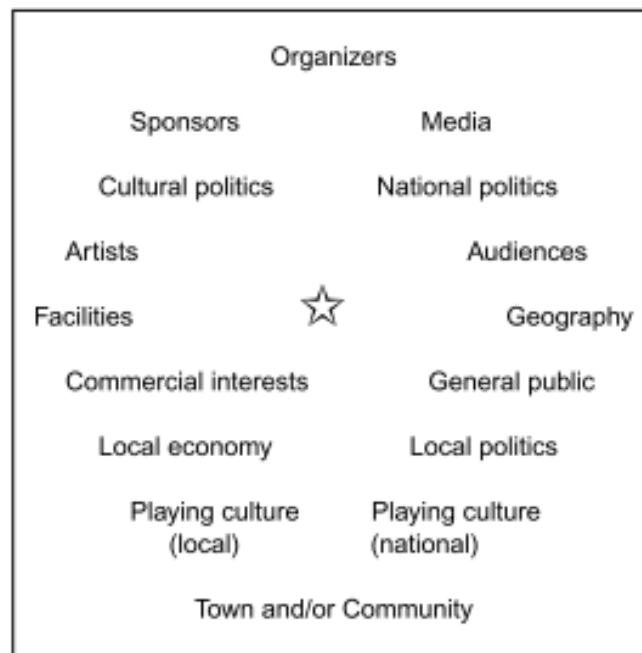 Organizers
Sponsors Media
Cultural politics National politics
Artists Audiences
Facilities Geography
Commercial interests General public
Local economy Local politics
Playing culture Playing culture
(local) (national)
Town and/or Community